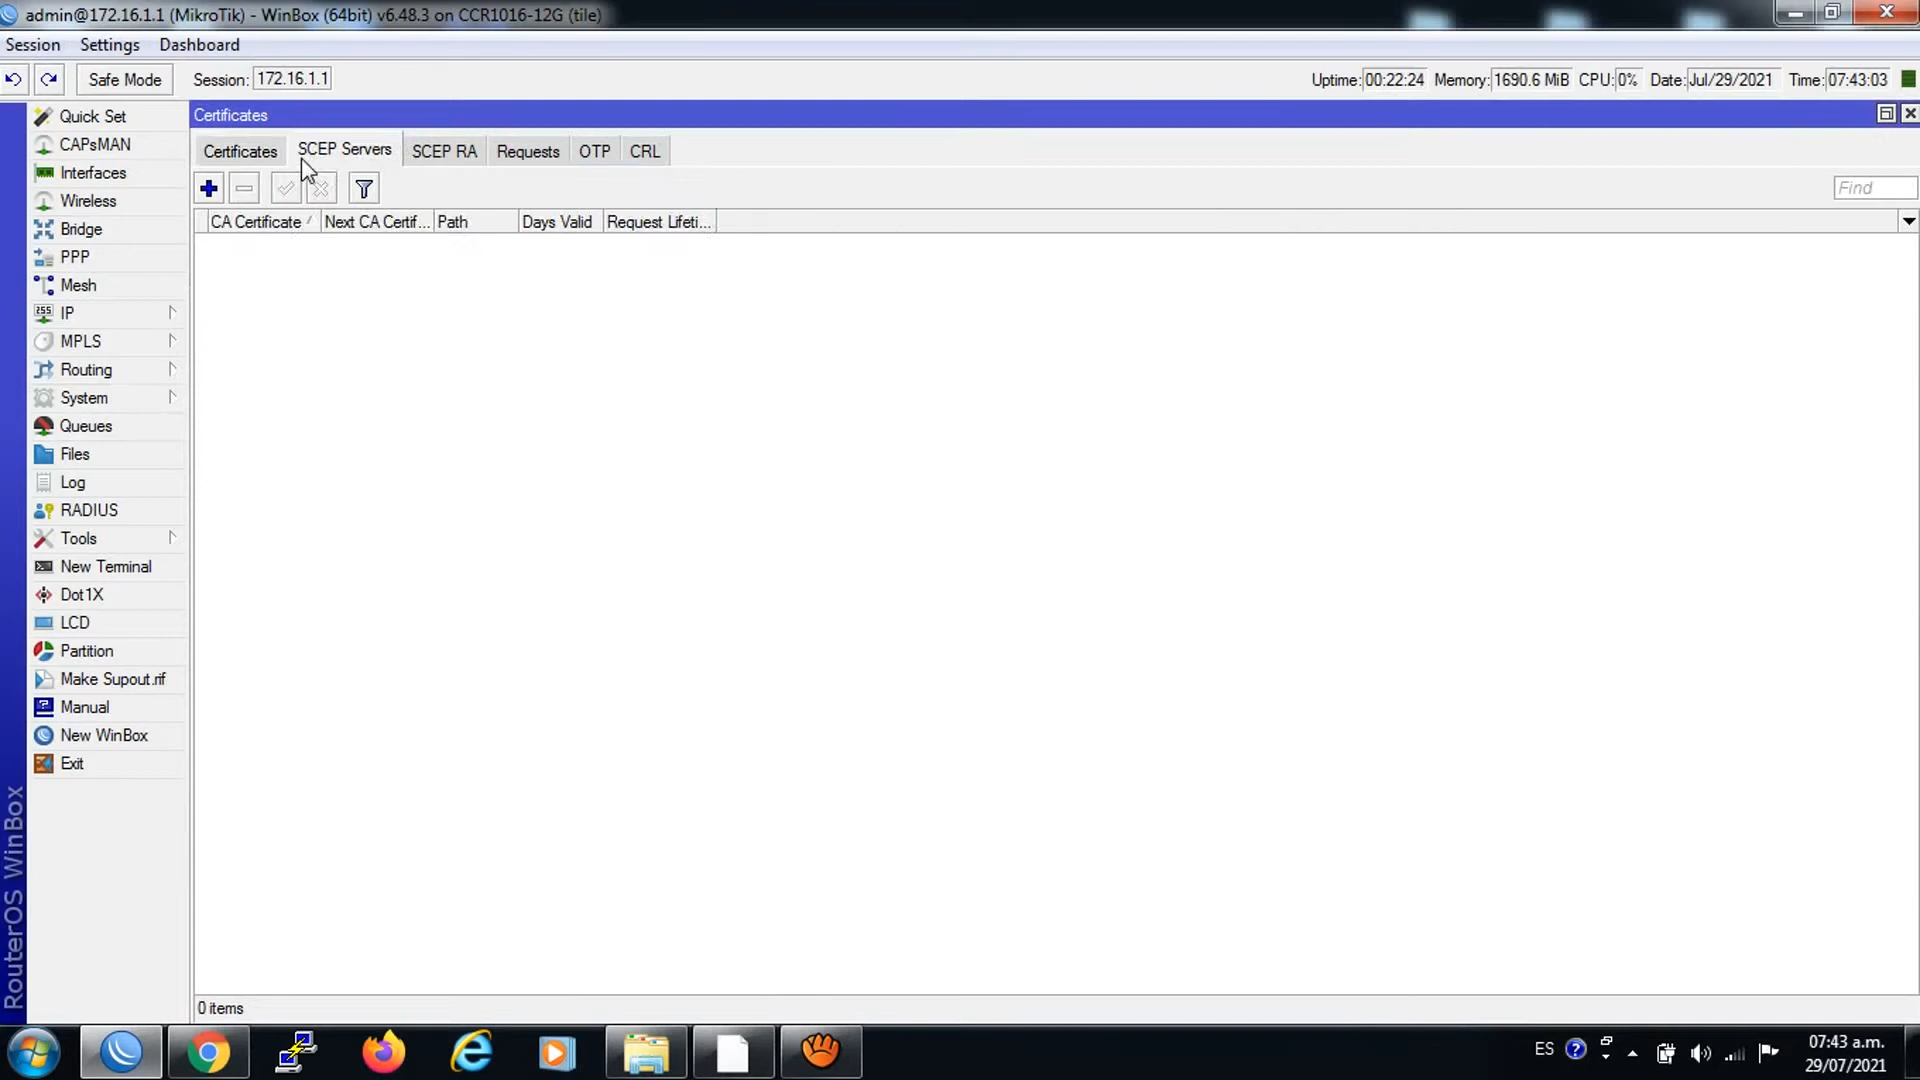 admin@172.16.1.1 (MikroTik) - WinBox (64bit) v6.48.3 on CCR1016-12G (tile)
Session Settings Dashboard
Safe Mode Session: 172.16.1.1 Uptime: 00:22:24 Memory: 1690.6 MiB CPU: 0% Date: Jul/29/2021 Time: 07:43:03
Quick Set
CAPsMAN
Interfaces
Wireless
Bridge
PPP
Mesh
IP
MPLS
Routing
System
Queues
Files
Log
RADIUS
Tools
New Terminal
Dot1X
LCD
Partition
Make Supout.rif
Manual
New WinBox
Exit
RouterOS WinBox
Certificates
Certificates SCEP Servers SCEP RA Requests OTP CRL
Find
CA Certificate Next CA Certif... Path Days Valid Request Lifeti...
0 items
ES
07:43 a.m.
29/07/2021